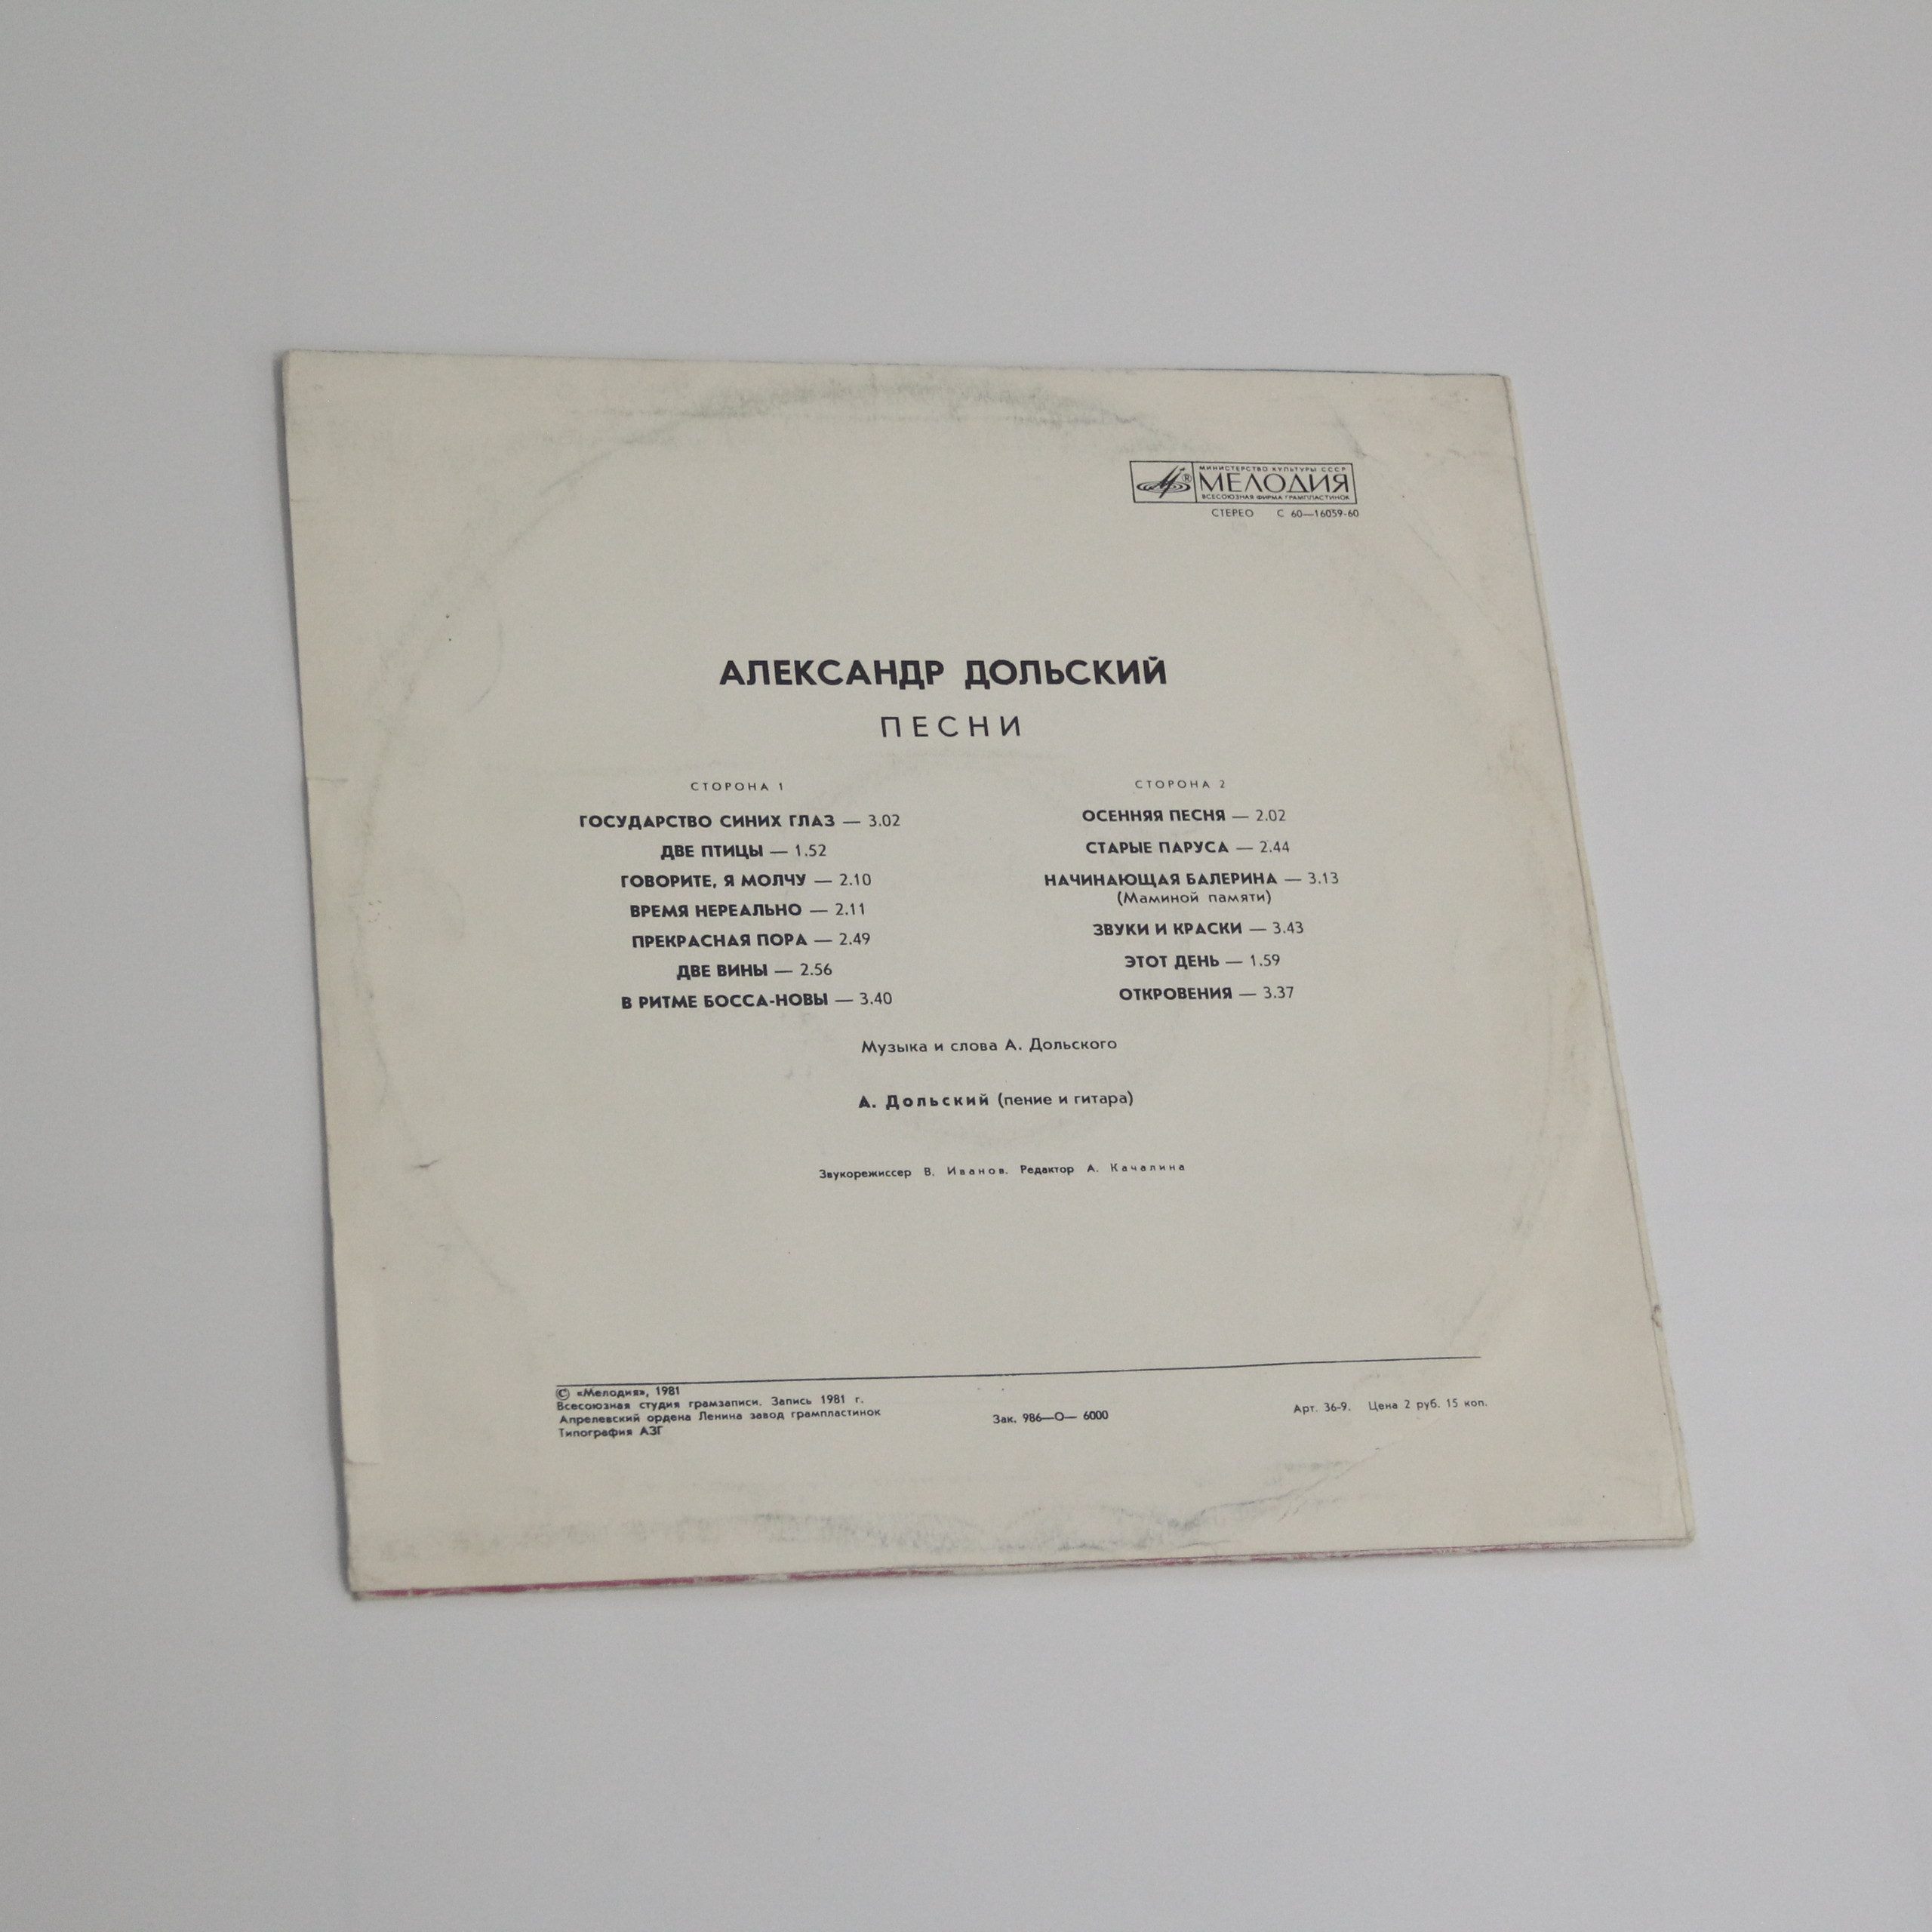 МИНИСТЕРСТВО КУЛЬТУРЫ СССР
МЕЛОДИЯ
ВСЕСОЮЗНАЯ ФИРМА ГРАМПЛАСТИНОК
СТЕРЕО С 60—16059-60
АЛЕКСАНДР ДОЛЬСКИЙ
ПЕСНИ
СТОРОНА 1
ГОСУДАРСТВО СИНИХ ГЛАЗ — 3.02
ДВЕ ПТИЦЫ — 1.52
ГОВОРИТЕ, Я МОЛЧУ — 2.10
ВРЕМЯ НЕРЕАЛЬНО — 2.11
ПРЕКРАСНАЯ ПОРА — 2.49
ДВЕ ВИНЫ — 2.56
В РИТМЕ БОССА-НОВЫ — 3.40
СТОРОНА 2
ОСЕННЯЯ ПЕСНЯ — 2.02
СТАРЫЕ ПАРУСА — 2.44
НАЧИНАЮЩАЯ БАЛЕРИНА — 3.13
(Маминой памяти)
ЗВУКИ И КРАСКИ — 3.43
ЭТОТ ДЕНЬ — 1.59
ОТКРОВЕНИЯ — 3.37
Музыка и слова А. Дольского
А. Дольский (пение и гитара)
Звукорежиссер В. Иванов. Редактор А. Качалина
© «Мелодия», 1981
Всесоюзная студия грамзаписи. Запись 1981 г.
Апрелевский ордена Ленина завод грампластинок
Типография АЗГ
Зак. 986—О— 6000
Арт. 36-9. Цена 2 руб. 15 коп.